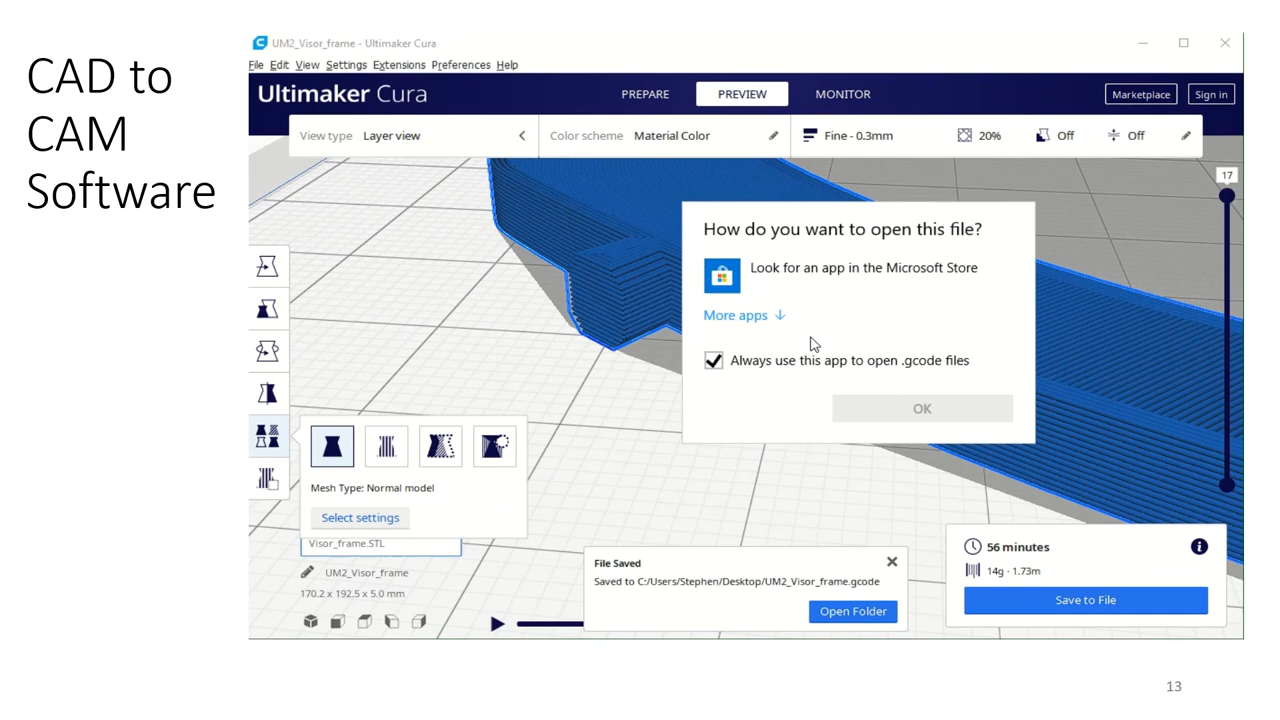 CAD to
CAM
Software
UM2_Visor_frame - Ultimaker Cura
File Edit View Settings Extensions Preferences Help
Ultimaker Cura
PREPARE
PREVIEW
MONITOR
Marketplace
Sign in
View type Layer view
Color scheme Material Color
Fine - 0.3mm
20%
Off
Off
17
How do you want to open this file?
Look for an app in the Microsoft Store
More apps
Always use this app to open .gcode files
OK
Mesh Type: Normal model
Select settings
Visor_frame.STL
UM2_Visor_frame
170.2 x 192.5 x 5.0 mm
File Saved
Saved to C:/Users/Stephen/Desktop/UM2_Visor_frame.gcode
Open Folder
56 minutes
14g · 1.73m
Save to File
13